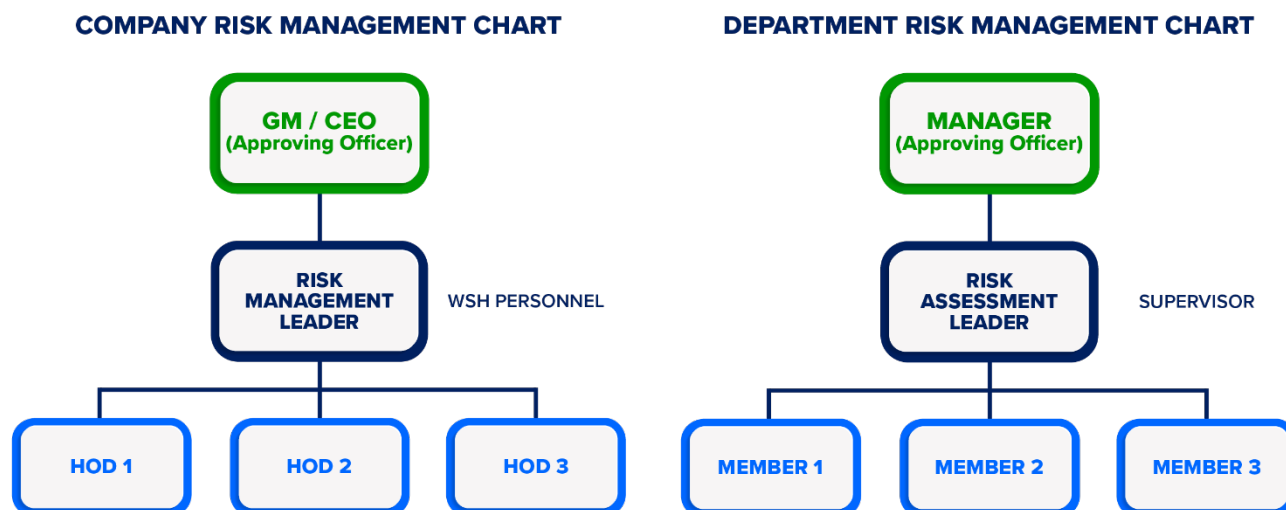 COMPANY RISK MANAGEMENT CHART
GM / CEO
(Approving Officer)
RISK
MANAGEMENT
LEADER
WSH PERSONNEL
HOD 1
HOD 2
HOD 3
DEPARTMENT RISK MANAGEMENT CHART
MANAGER
(Approving Officer)
RISK
ASSESSMENT
LEADER
SUPERVISOR
MEMBER 1
MEMBER 2
MEMBER 3